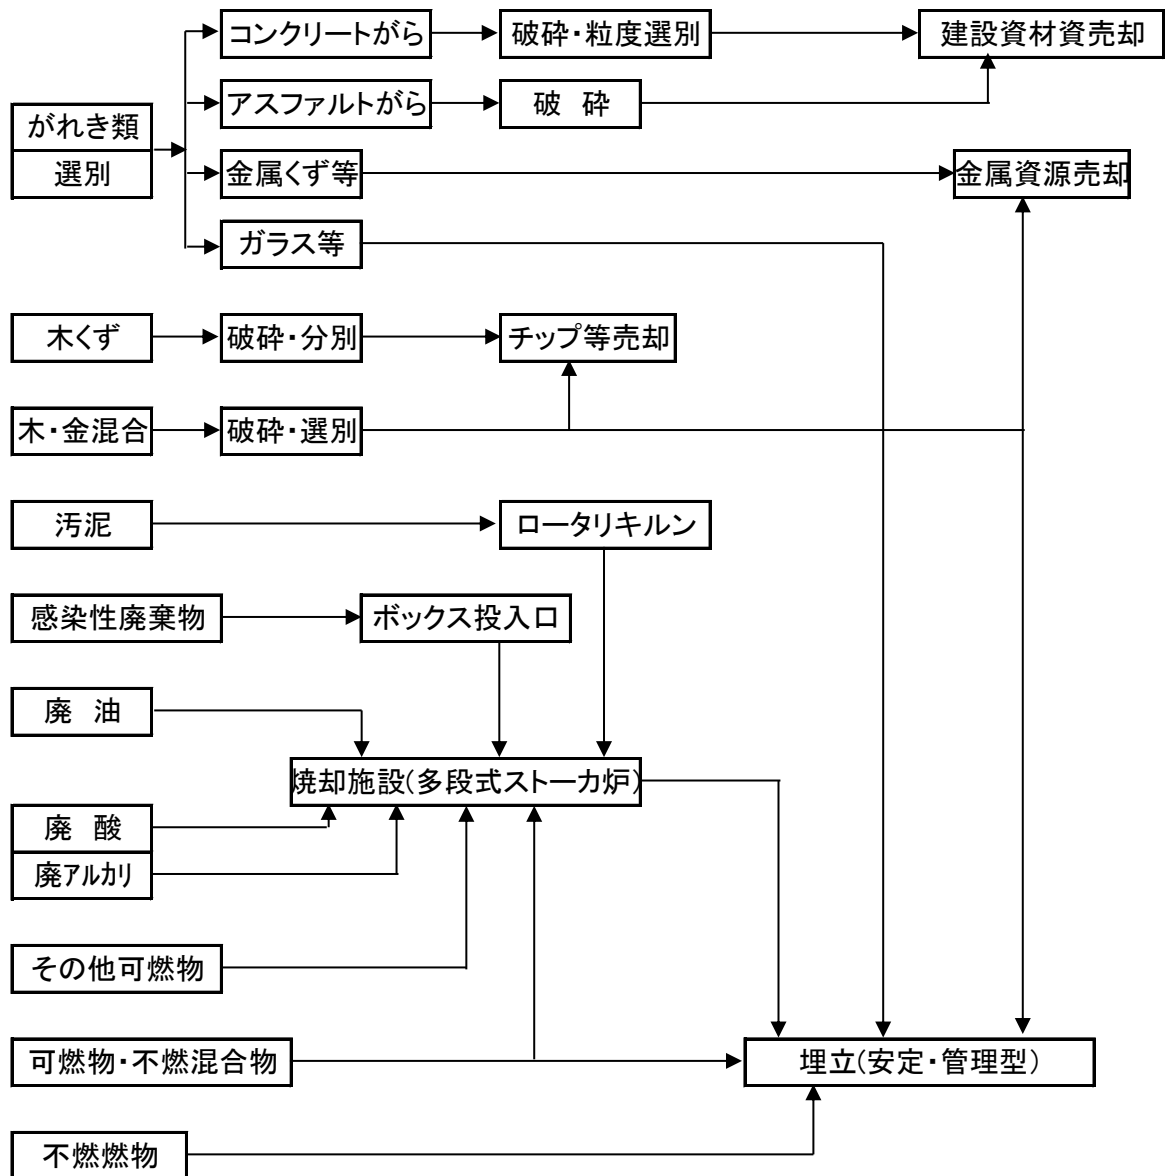 コンクリートがら
破砕・粒度選別
建設資材資売却
アスファルトがら
破　砕
がれき類
選別
金属くず等
金属資源売却
ガラス等
木くず
破砕・分別
チップ等売却
木・金混合
破砕・選別
汚泥
ロータリキルン
感染性廃棄物
ボックス投入口
廃　油
焼却施設(多段式ストーカ炉)
廃　酸
廃アルカリ
その他可燃物
可燃物・不燃混合物
埋立(安定・管理型)
不燃燃物